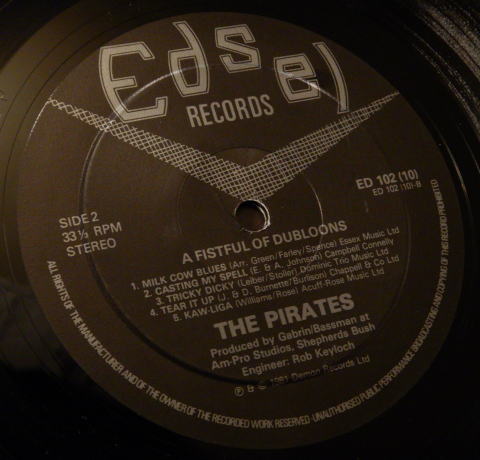 Edsel
RECORDS
ED 102 (10)
ED 102 (10)-B
SIDE 2
33⅓ RPM
STEREO
A FISTFUL OF DUBLOONS
1. MILK COW BLUES (Arr. Green/Farley/Spence) Essex Music Ltd
2. CASTING MY SPELL (E. & A. Johnson) Campbell Connelly
3. TRICKY DICKY (Leiber/Stoller) Dominic Trio Music Ltd
4. TEAR IT UP (J. & D. Burnette/Burlison) Chappell & Co Ltd
5. KAW-LIGA (Williams/Rose) Acuff-Rose Music Ltd
THE PIRATES
Produced by Gabrin/Bassman at
Am-Pro Studios, Shepherds Bush
Engineer: Rob Keyloch
℗ & © 1981 Demon Records Ltd
ALL RIGHTS OF THE MANUFACTURER AND OF THE OWNER OF THE RECORDED WORK RESERVED·UNAUTHORISED PUBLIC PERFORMANCE BROADCASTING AND COPYING OF THIS RECORD PROHIBITED